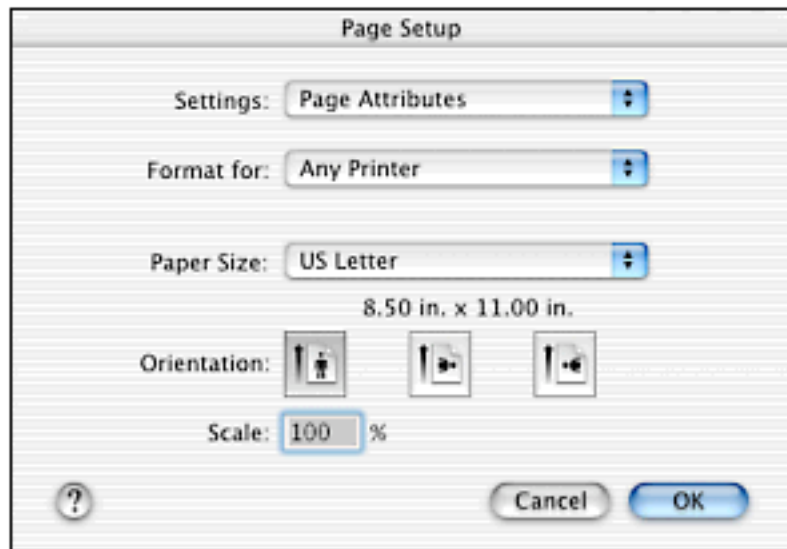 Page Setup
Settings: Page Attributes
Format for: Any Printer
Paper Size: US Letter
8.50 in. x 11.00 in.
Orientation:
Scale: 100 %
? Cancel OK